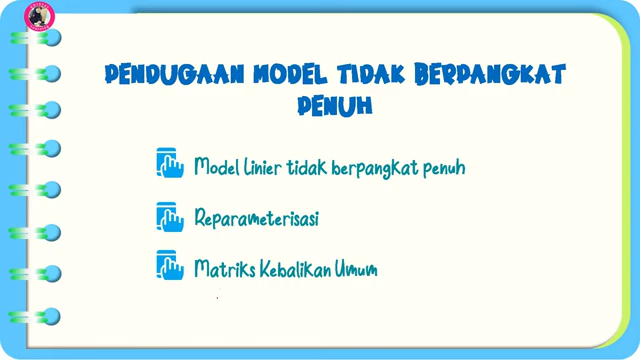 PENDUGAAN MODEL TIDAK BERPANGKAT
PENUH
Model Linier tidak berpangkat penuh
Reparameterisasi
Matriks Kebalikan Umum